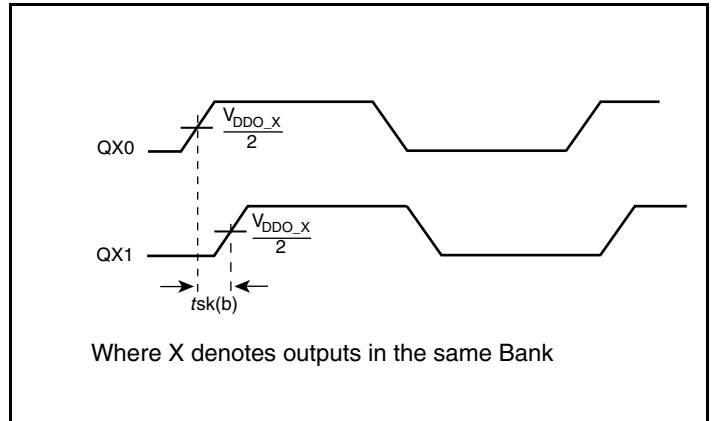 QX0
V_DDO_X
2
QX1
V_DDO_X
2
tsk(b)
Where X denotes outputs in the same Bank